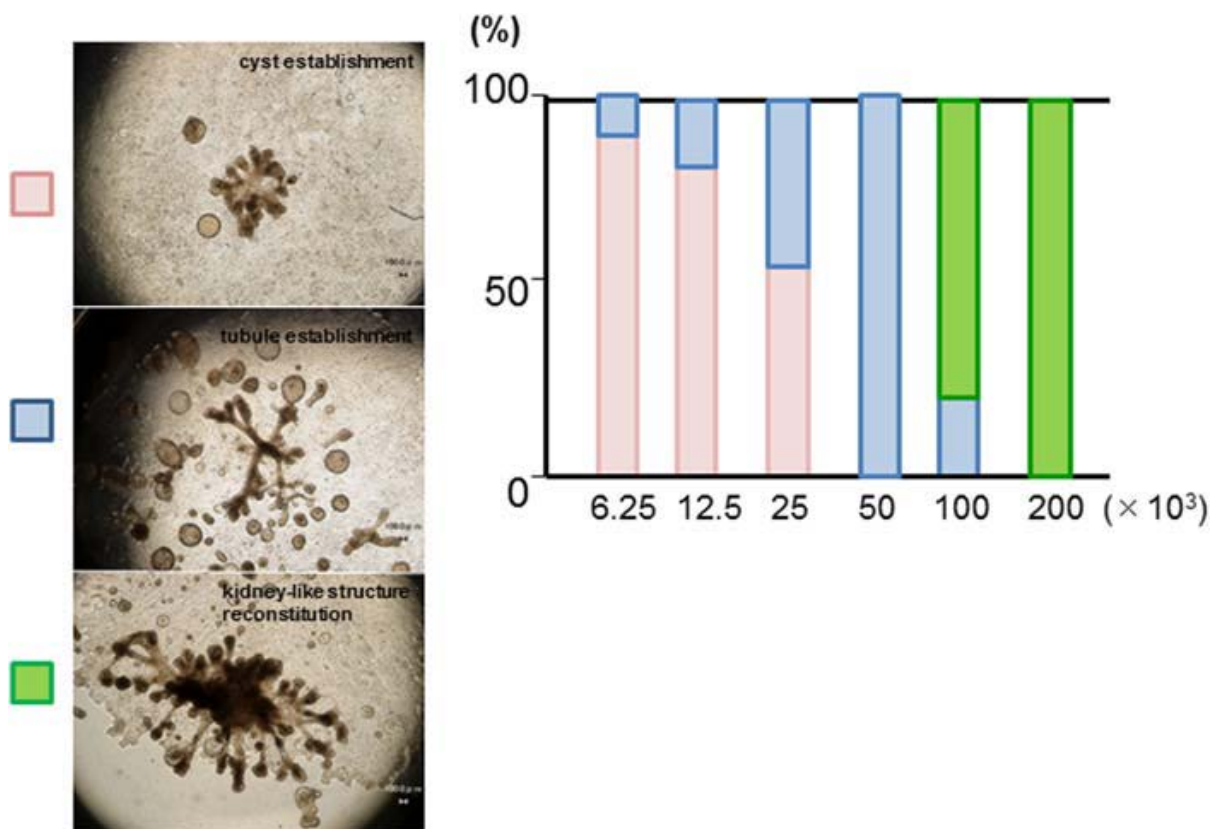 cyst establishment
tubule establishment
kidney-like structure
reconstitution
(%)
100
50
0
6.25 12.5 25 50 100 200 (× 10³)